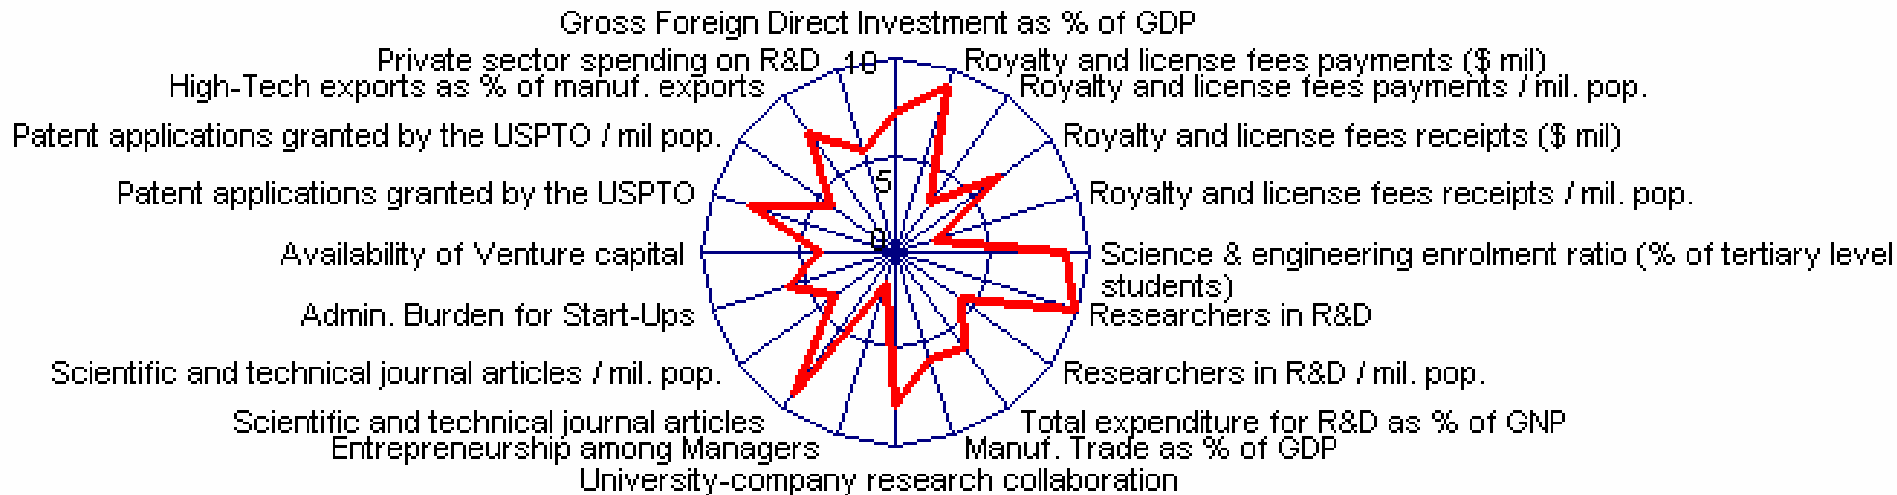 Gross Foreign Direct Investment as % of GDP
Private sector spending on R&D
10
Royalty and license fees payments ($ mil)
High-Tech exports as % of manuf. exports
Royalty and license fees payments / mil. pop.
Patent applications granted by the USPTO / mil pop.
Royalty and license fees receipts ($ mil)
5
Patent applications granted by the USPTO
Royalty and license fees receipts / mil. pop.
0
Availability of Venture capital
Science & engineering enrolment ratio (% of tertiary level
students)
Admin. Burden for Start-Ups
Researchers in R&D
Scientific and technical journal articles / mil. pop.
Researchers in R&D / mil. pop.
Scientific and technical journal articles
Total expenditure for R&D as % of GNP
Entrepreneurship among Managers
Manuf. Trade as % of GDP
University-company research collaboration